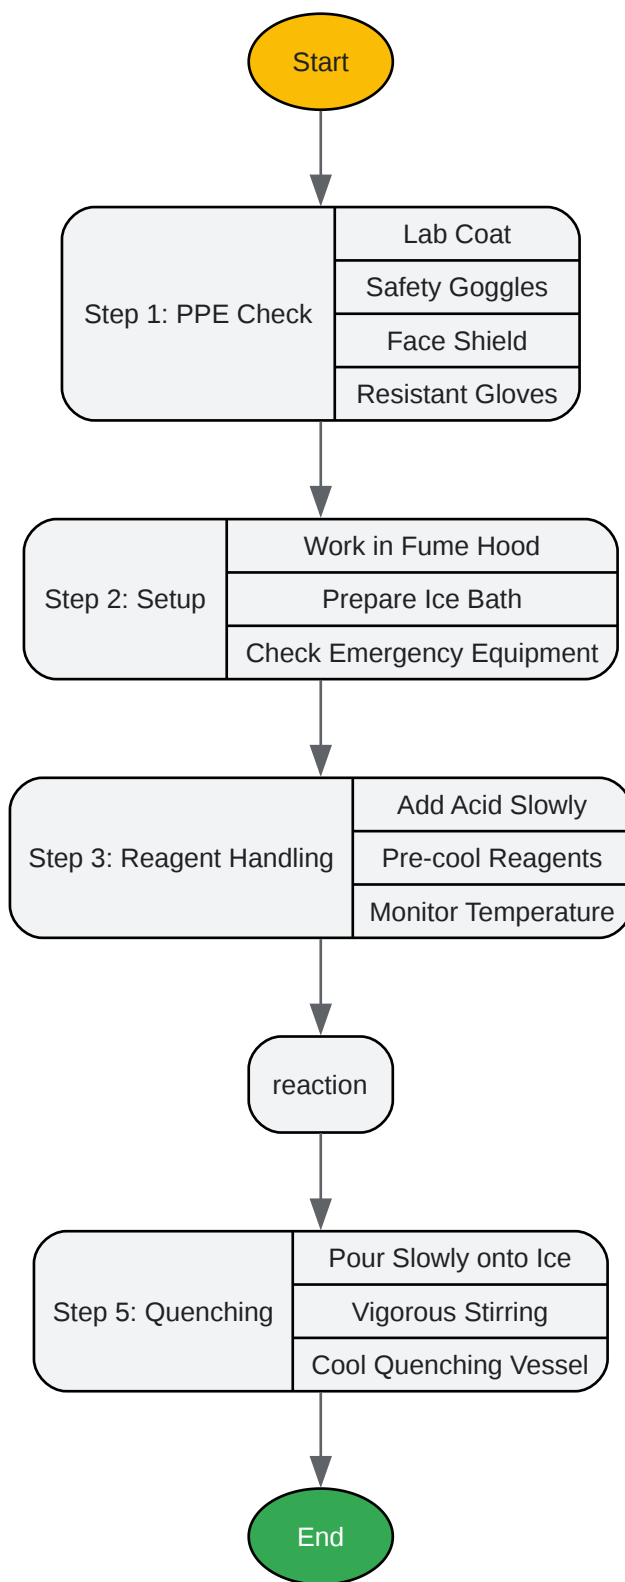 Start
Step 1: PPE Check
Lab Coat
Safety Goggles
Face Shield
Resistant Gloves
Step 2: Setup
Work in Fume Hood
Prepare Ice Bath
Check Emergency Equipment
Step 3: Reagent Handling
Add Acid Slowly
Pre-cool Reagents
Monitor Temperature
reaction
Step 5: Quenching
Pour Slowly onto Ice
Vigorous Stirring
Cool Quenching Vessel
End